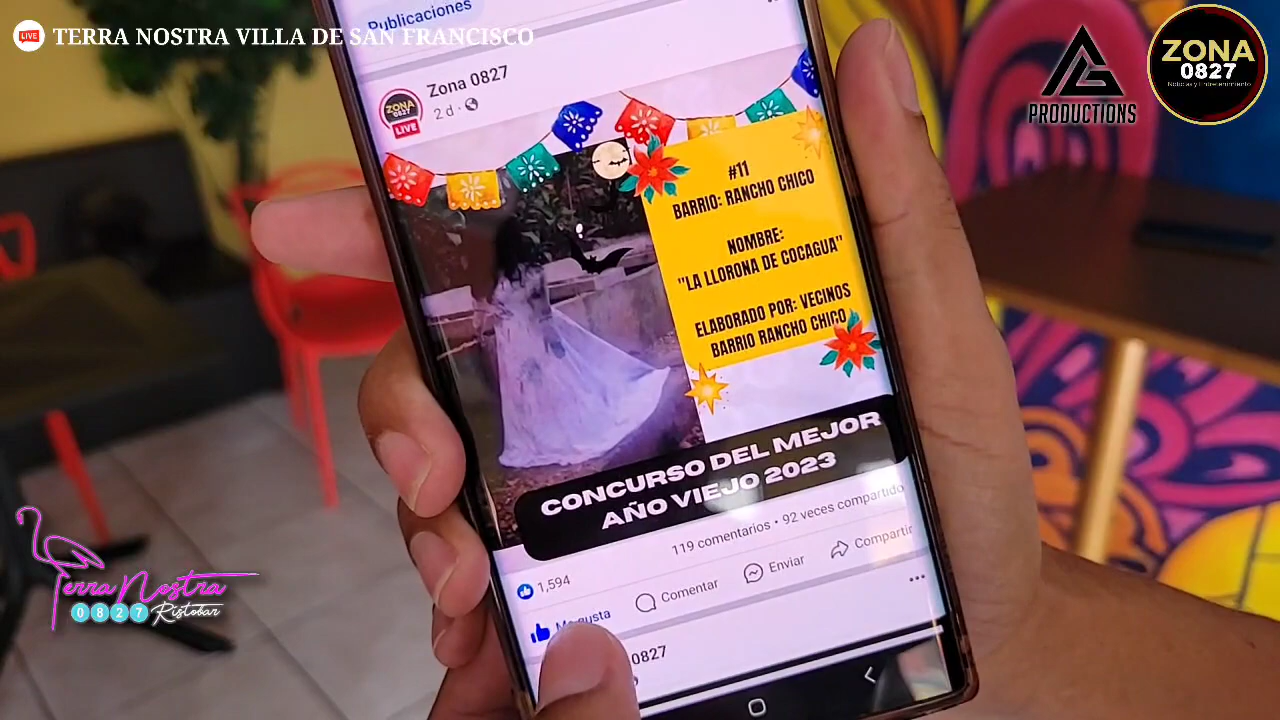 LIVE TERRA NOSTRA VILLA DE SAN FRANCISCO
PRODUCTIONS
ZONA
0827
Noticias y Entretenimiento
Publicaciones
Zona 0827
2 d
ZONA
0827
LIVE
#11
BARRIO: RANCHO CHICO
NOMBRE:
"LA LLORONA DE COCAGUA"
ELABORADO POR: VECINOS
BARRIO RANCHO CHICO
CONCURSO DEL MEJOR
AÑO VIEJO 2023
119 comentarios • 92 veces compartido
1,594
Me gusta
Comentar
Enviar
Compartir
0827
Terra Nostra
0827 Ristobar